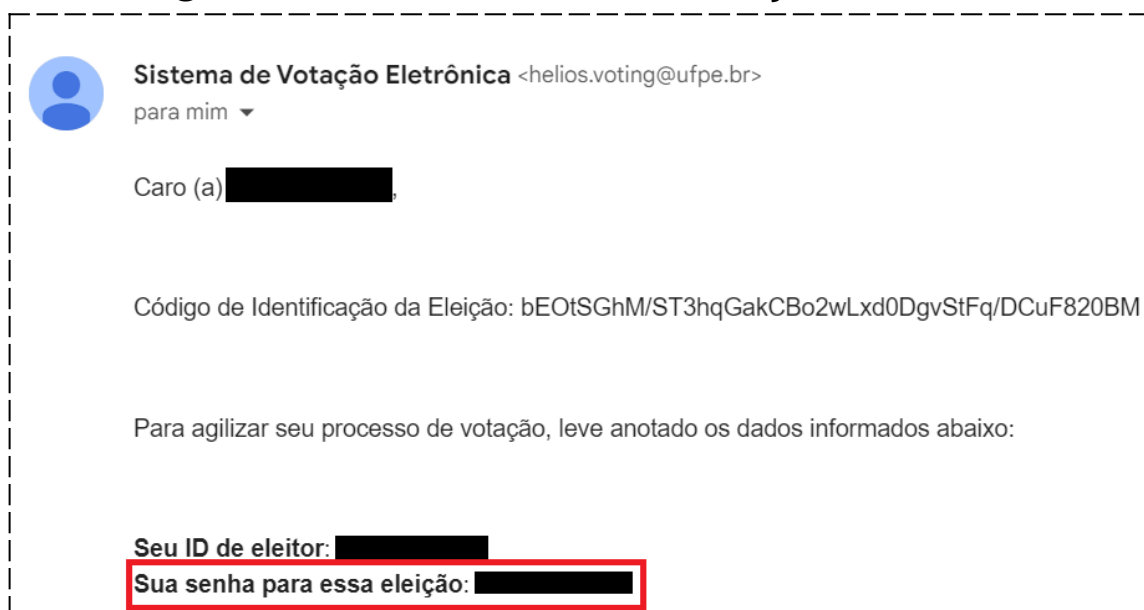 Sistema de Votação Eletrônica <helios.voting@ufpe.br>
para mim
Caro (a) ,
Código de Identificação da Eleição: bEOtSGhM/ST3hqGakCBo2wLxd0DgvStFq/DCuF820BM
Para agilizar seu processo de votação, leve anotado os dados informados abaixo:
Seu ID de eleitor:
Sua senha para essa eleição: